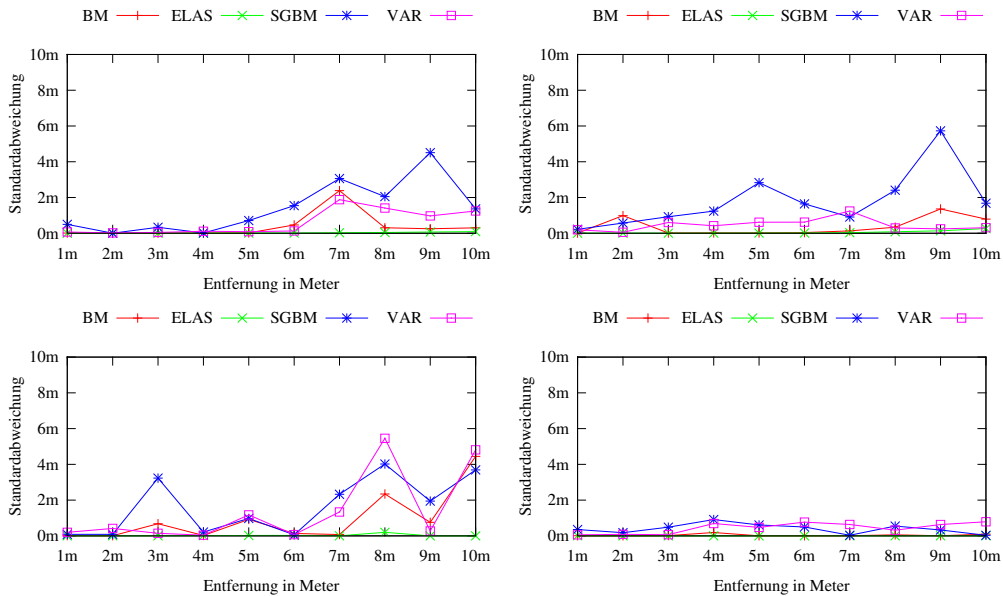 BM ELAS SGBM VAR
10m
8m
6m
4m
2m
0m
Standardabweichung
1m 2m 3m 4m 5m 6m 7m 8m 9m 10m
Entfernung in Meter
BM ELAS SGBM VAR
10m
8m
6m
4m
2m
0m
Standardabweichung
1m 2m 3m 4m 5m 6m 7m 8m 9m 10m
Entfernung in Meter
BM ELAS SGBM VAR
10m
8m
6m
4m
2m
0m
Standardabweichung
1m 2m 3m 4m 5m 6m 7m 8m 9m 10m
Entfernung in Meter
BM ELAS SGBM VAR
10m
8m
6m
4m
2m
0m
Standardabweichung
1m 2m 3m 4m 5m 6m 7m 8m 9m 10m
Entfernung in Meter